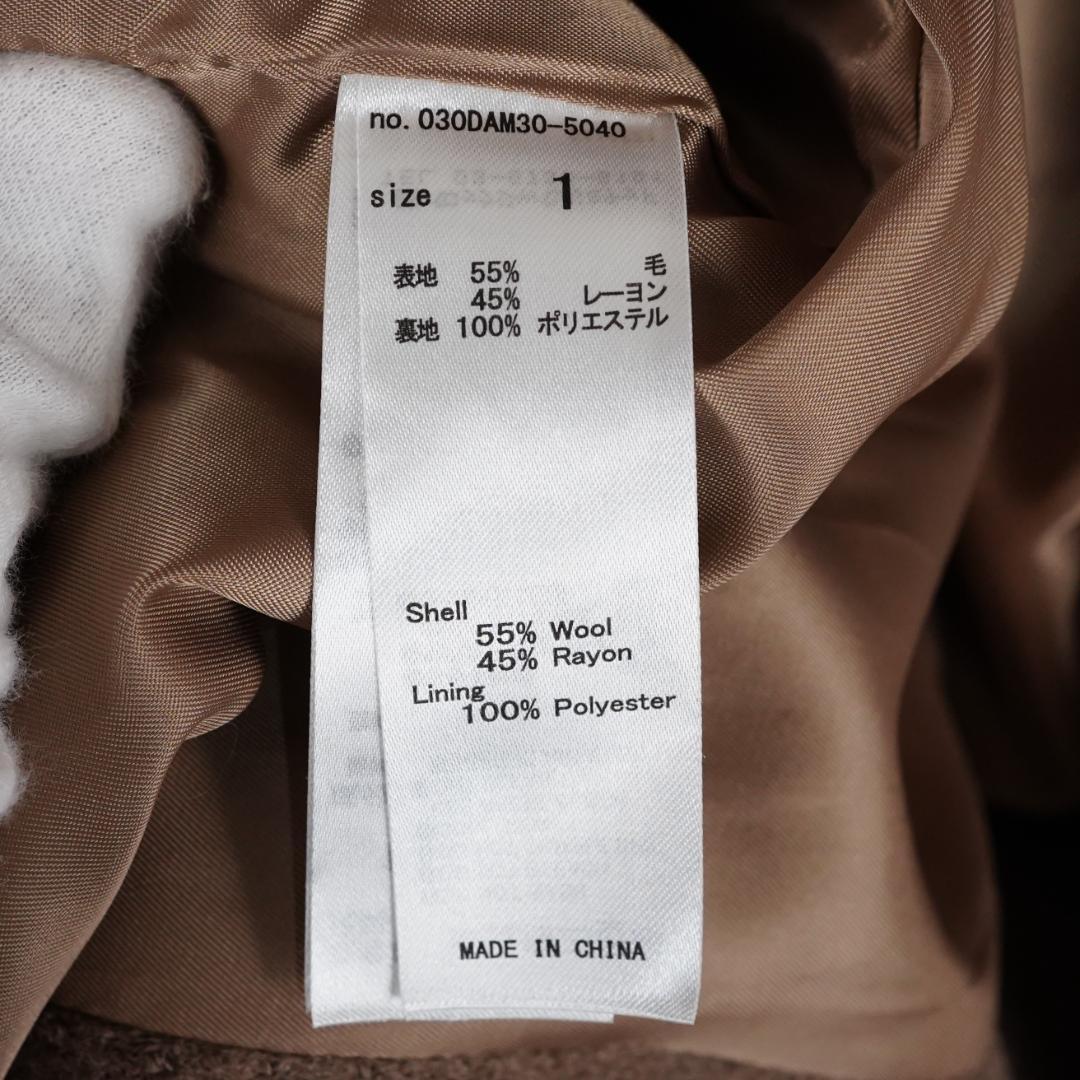 no. 030DAM30-5040
size 1
表地 55% 毛
45% レーヨン
裏地 100% ポリエステル
Shell
55% Wool
45% Rayon
Lining
100% Polyester
MADE IN CHINA